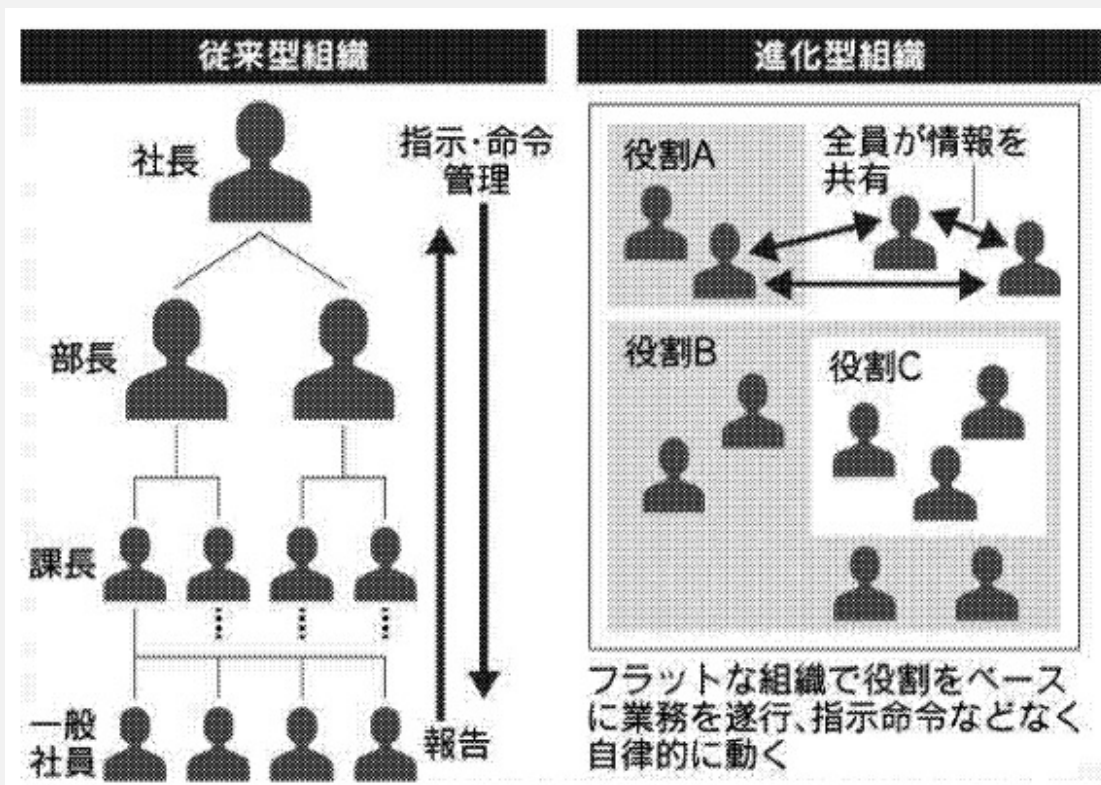 従来型組織
社長
指示・命令
管理
部長
課長
一般
社員
報告
進化型組織
役割A
全員が情報を
共有
役割B
役割C
フラットな組織で役割をベース
に業務を遂行、指示命令などなく
自律的に動く